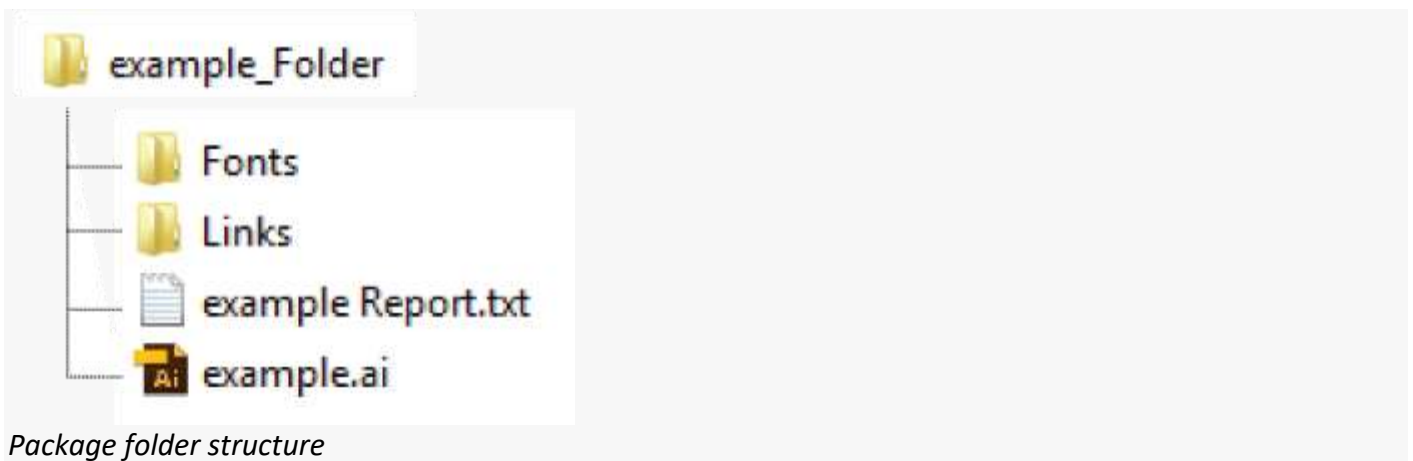 example_Folder
Fonts
Links
example Report.txt
Ai example.ai
Package folder structure